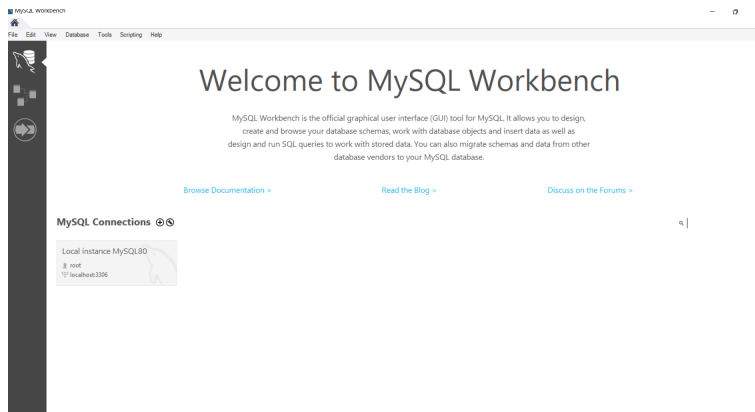 MySQL Workbench
File Edit View Database Tools Scripting Help
Welcome to MySQL Workbench
MySQL Workbench is the official graphical user interface (GUI) tool for MySQL. It allows you to design,
create and browse your database schemas, work with database objects and insert data as well as
design and run SQL queries to work with stored data. You can also migrate schemas and data from other
database vendors to your MySQL database.
Browse Documentation > Read the Blog > Discuss on the Forums >
MySQL Connections
Local instance MySQL80
root
localhost:3306